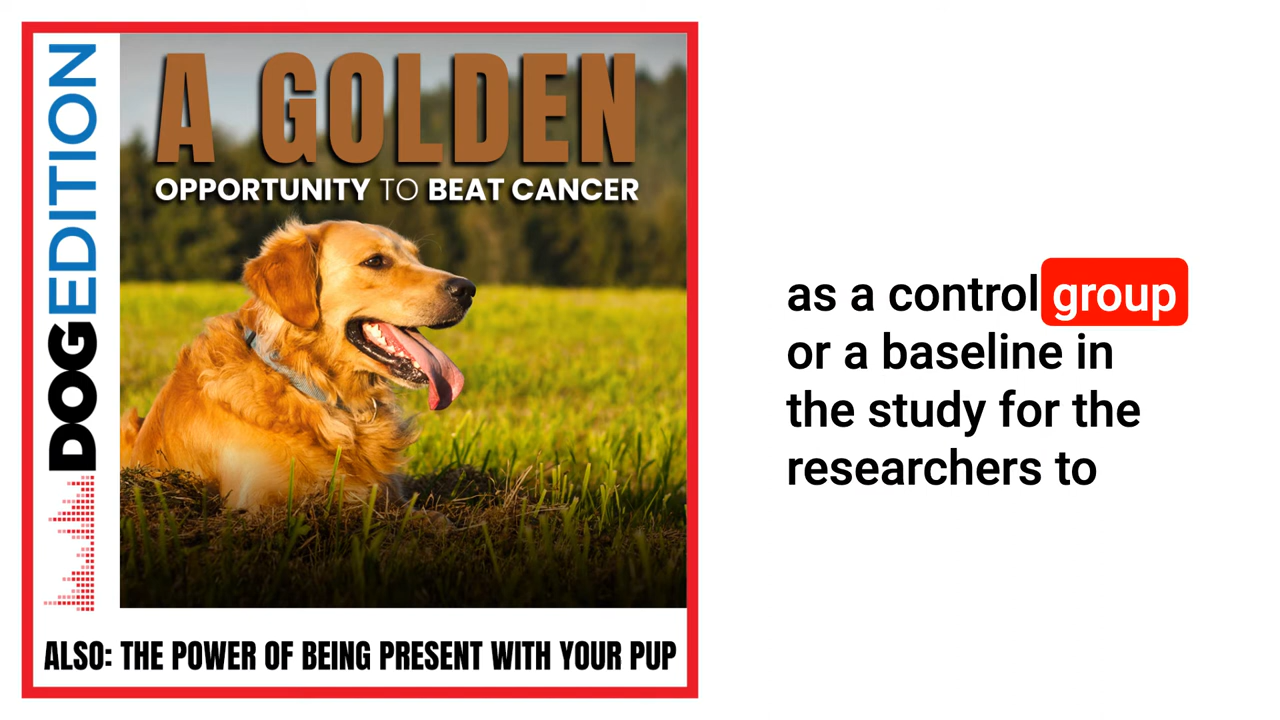 DOGEDITION
A GOLDEN
OPPORTUNITY TO BEAT CANCER
ALSO: THE POWER OF BEING PRESENT WITH YOUR PUP
as a control group
or a baseline in
the study for the
researchers to